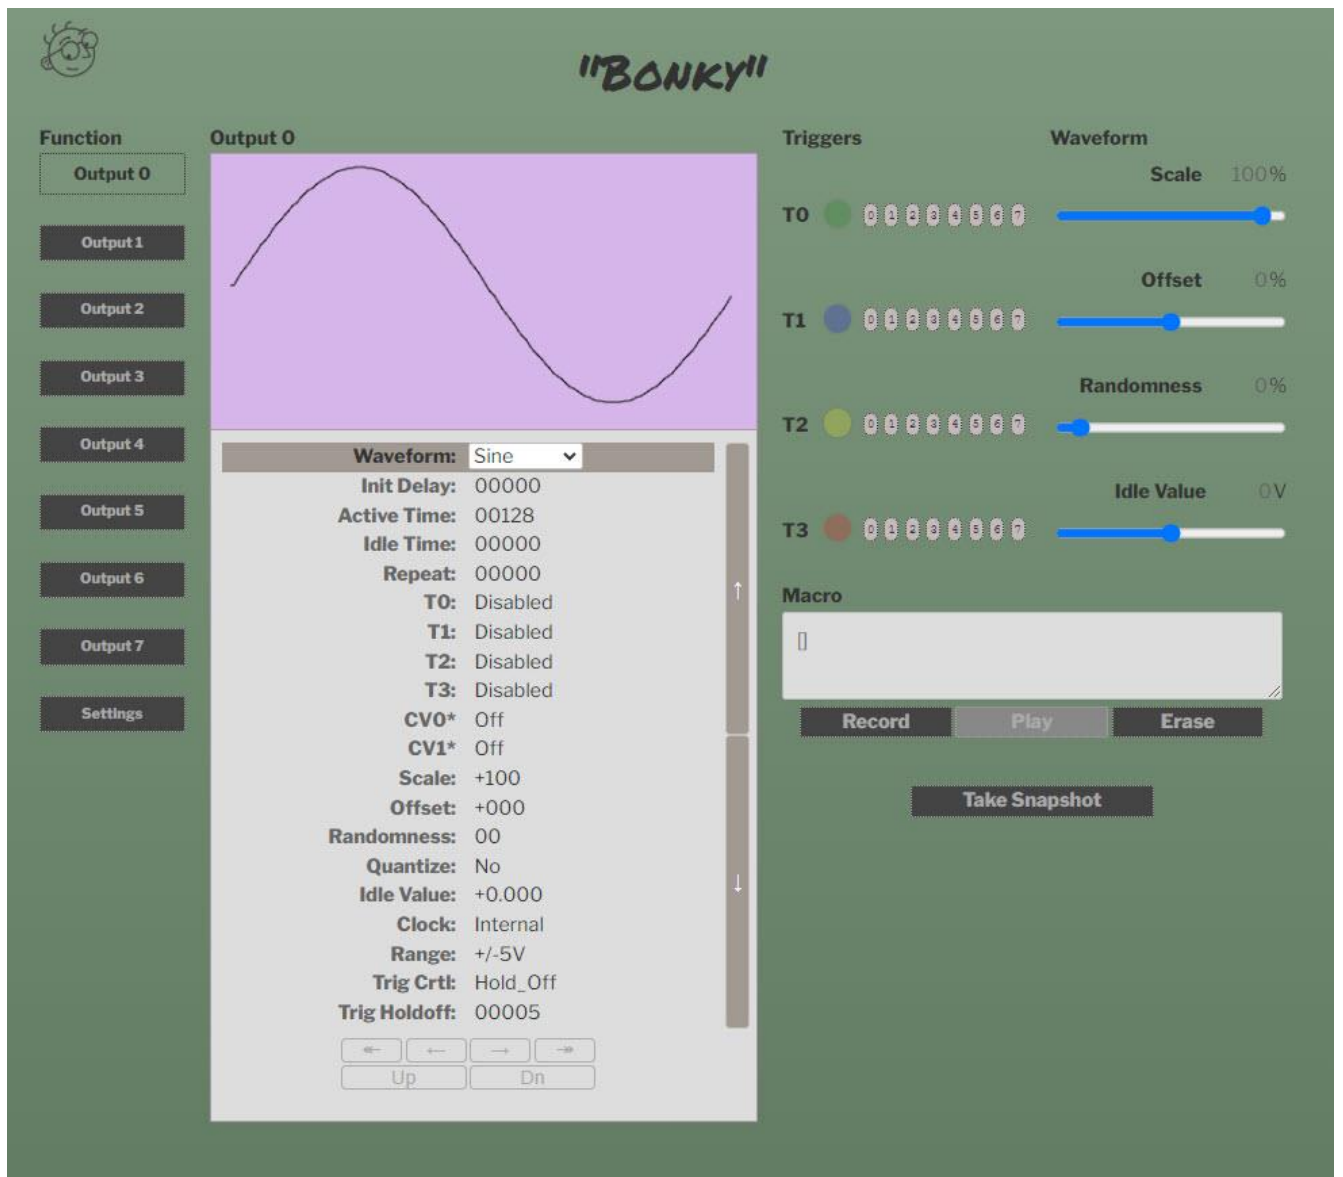 "Bonky"
Function
Output 0
Output 1
Output 2
Output 3
Output 4
Output 5
Output 6
Output 7
Settings
Output 0
Waveform: Sine
Init Delay: 00000
Active Time: 00128
Idle Time: 00000
Repeat: 00000
T0: Disabled
T1: Disabled
T2: Disabled
T3: Disabled
CV0* Off
CV1* Off
Scale: +100
Offset: +000
Randomness: 00
Quantize: No
Idle Value: +0.000
Clock: Internal
Range: +/-5V
Trig Crtl: Hold_Off
Trig Holdoff: 00005
↑
↓
↞ ← → ↠
Up Dn
Triggers
T0 0 1 2 3 4 5 6 7
T1 0 1 2 3 4 5 6 7
T2 0 1 2 3 4 5 6 7
T3 0 1 2 3 4 5 6 7
Waveform
Scale 100%
Offset 0%
Randomness 0%
Idle Value 0V
Macro
[]
Record Play Erase
Take Snapshot